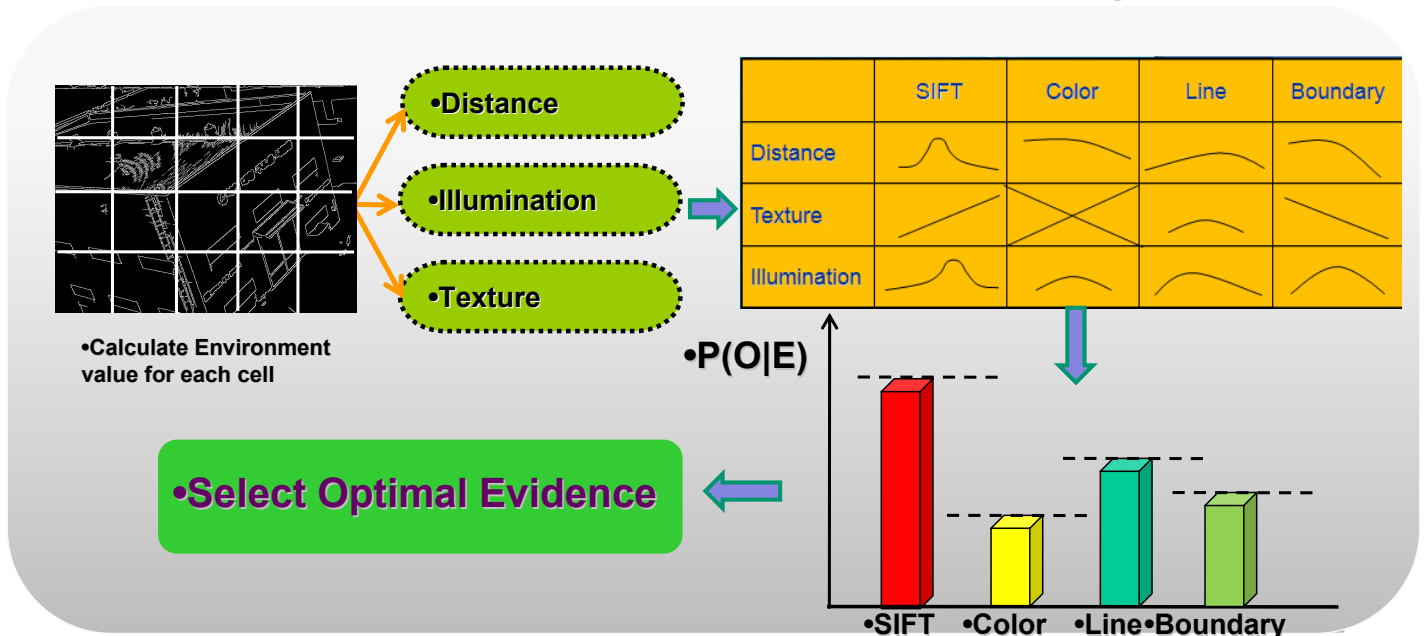 •Distance
•Illumination
•Texture
•Calculate Environment
value for each cell
SIFT Color Line Boundary
Distance
Texture
Illumination
•P(O|E)
•SIFT •Color •Line •Boundary
•Select Optimal Evidence